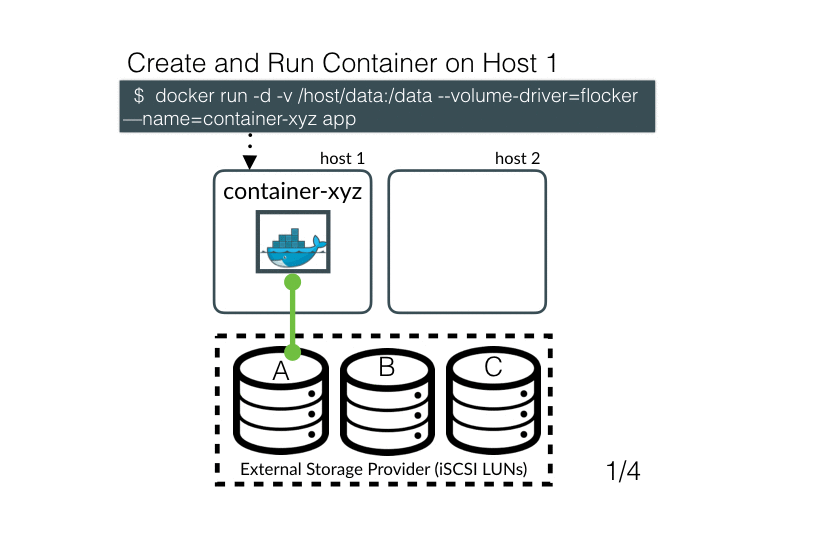 Create and Run Container on Host 1
$ docker run -d -v /host/data:/data --volume-driver=flocker
—name=container-xyz app
host 1
host 2
container-xyz
A
B
C
External Storage Provider (iSCSI LUNs)
1/4